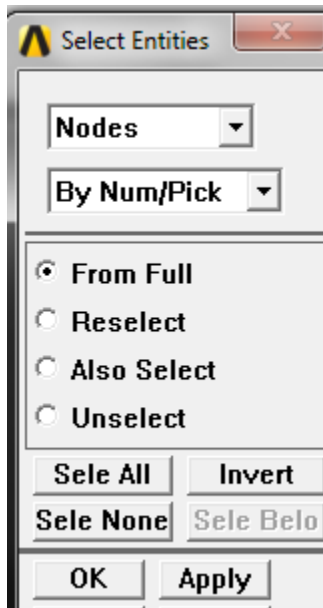 Select Entities
Nodes
By Num/Pick
From Full
Reselect
Also Select
Unselect
Sele All Invert
Sele None Sele Belo
OK Apply